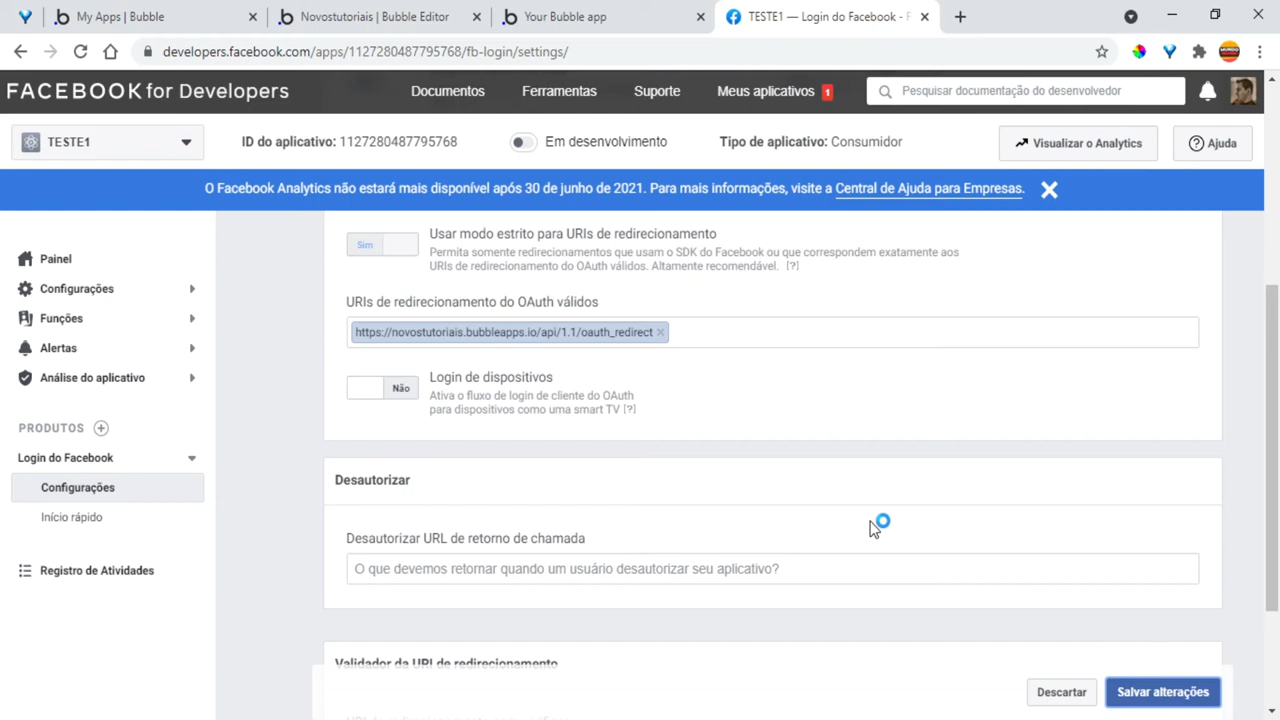 My Apps | Bubble
Novostutoriais | Bubble Editor
Your Bubble app
TESTE1 — Login do Facebook - F
developers.facebook.com/apps/1127280487795768/fb-login/settings/
FACEBOOK for Developers
Documentos
Ferramentas
Suporte
Meus aplicativos
1
Pesquisar documentação do desenvolvedor
TESTE1
ID do aplicativo: 1127280487795768
Em desenvolvimento
Tipo de aplicativo: Consumidor
Visualizar o Analytics
Ajuda
O Facebook Analytics não estará mais disponível após 30 de junho de 2021. Para mais informações, visite a Central de Ajuda para Empresas.
Painel
Configurações
Funções
Alertas
Análise do aplicativo
PRODUTOS
Login do Facebook
Configurações
Início rápido
Registro de Atividades
Sim
Usar modo estrito para URIs de redirecionamento
Permita somente redirecionamentos que usam o SDK do Facebook ou que correspondem exatamente aos
URIs de redirecionamento do OAuth válidos. Altamente recomendável. [?]
URIs de redirecionamento do OAuth válidos
https://novostutoriais.bubbleapps.io/api/1.1/oauth_redirect
Não
Login de dispositivos
Ativa o fluxo de login de cliente do OAuth
para dispositivos como uma smart TV [?]
Desautorizar
Desautorizar URL de retorno de chamada
O que devemos retornar quando um usuário desautorizar seu aplicativo?
Validador da URI de redirecionamento
Descartar
Salvar alterações